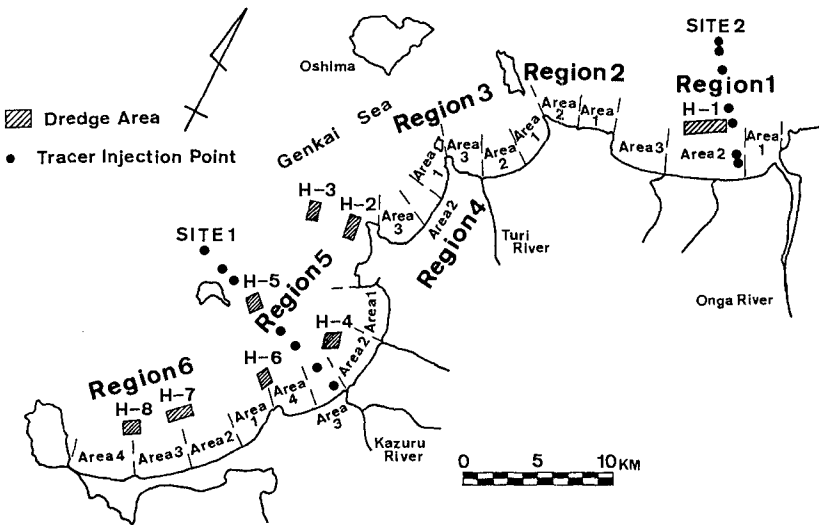 SITE 2
Oshima
Region 2
Region 1
Dredge Area
Region 3
Area 2
Area 1
H-1
Genkai Sea
Tracer Injection Point
Area 1
Area 3
Area 2
Area 1
Area 3
Area 2
Area 1
H-3
H-2
Area 3
Area 2
Region 4
Turi
River
SITE 1
Region 5
H-5
Area 1
Onga River
H-4
Area 2
H-6
Region 6
Area 4
H-8
H-7
Area 1
Area 3
Area 4
Area 3
Area 2
Kazuru
River
0 5 10 KM